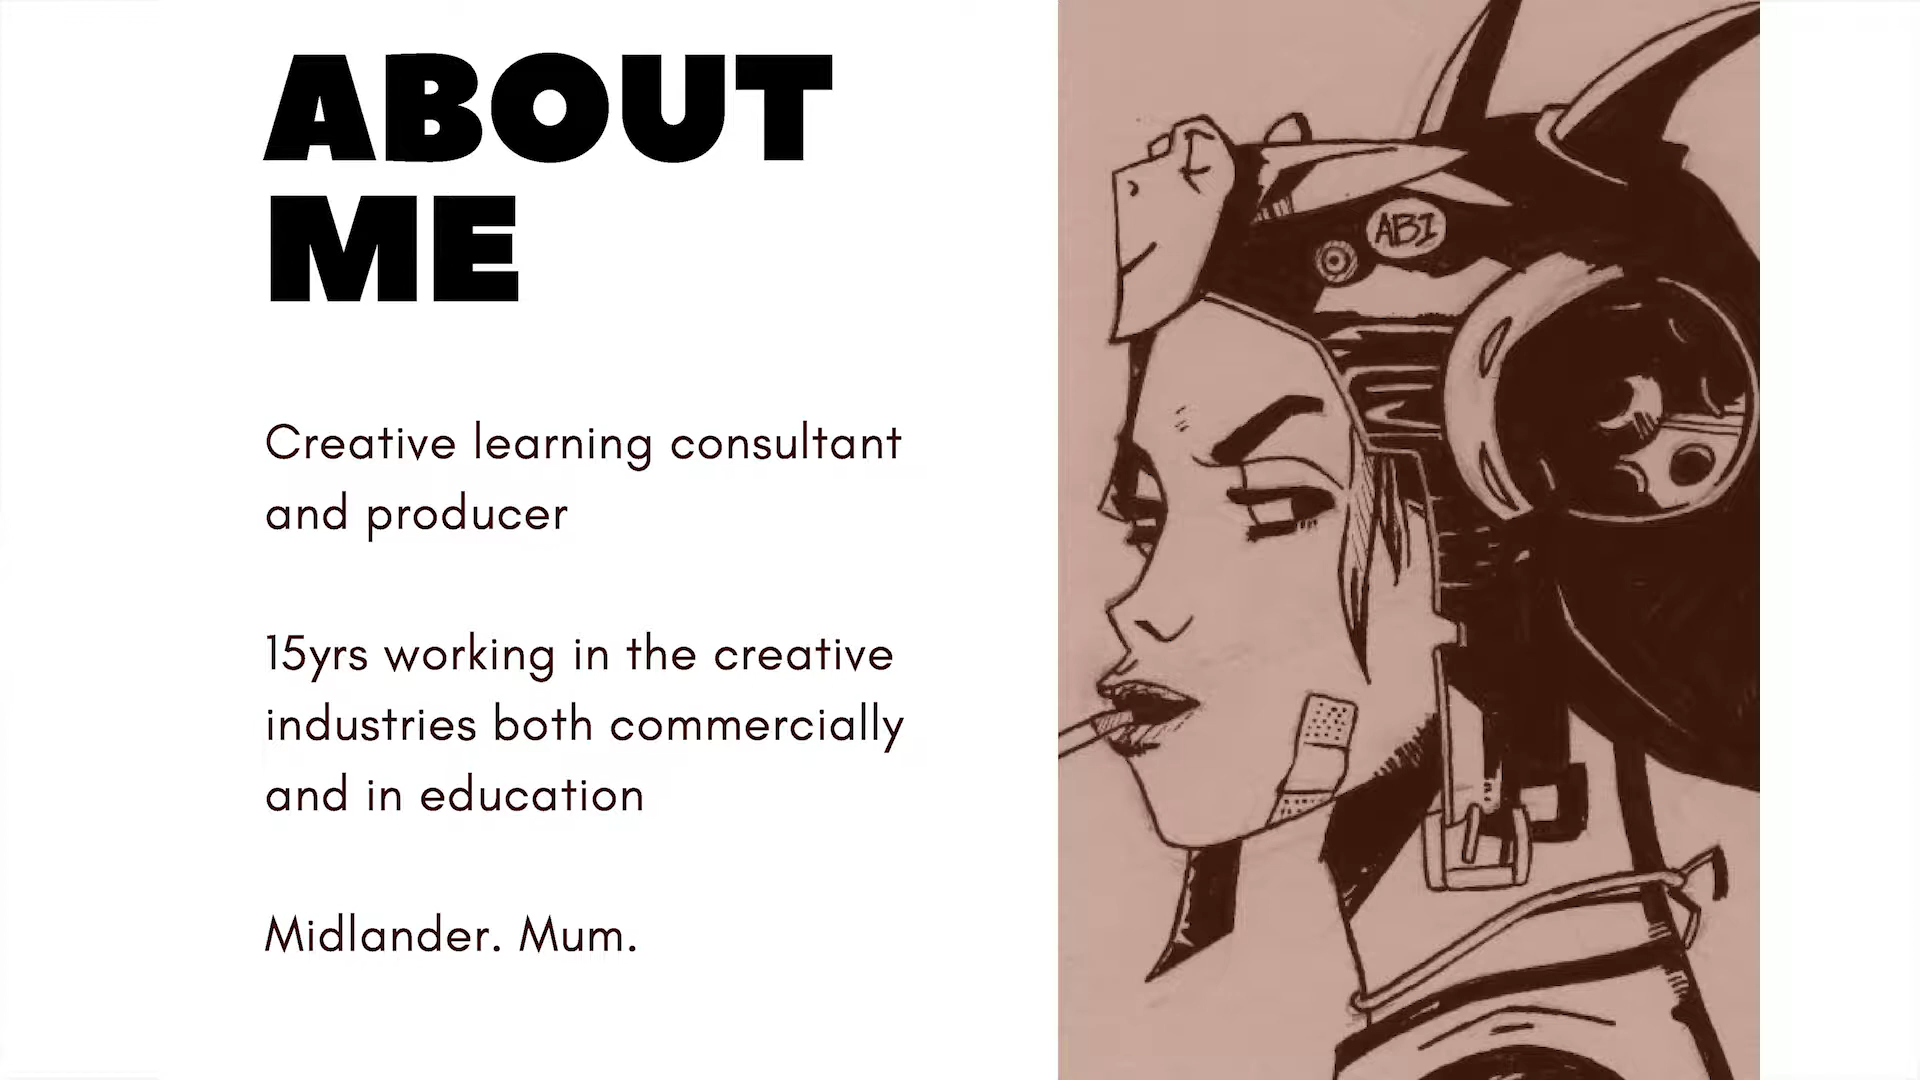 ABOUT
ME
Creative learning consultant
and producer
15yrs working in the creative
industries both commercially
and in education
Midlander. Mum.
ABI